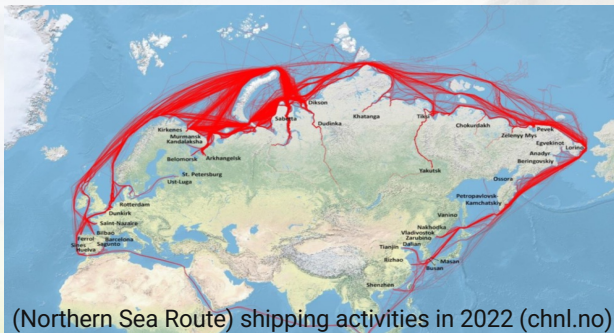 Kirkenes
Murmansk
Kandalaksha
Belomorsk
Arkhangelsk
St. Petersburg
Ust-Luga
Sabetta
Dikson
Dudinka
Khatanga
Tiksi
Chokurdakh
Zelenyy Mys
Pevek
Egvekinot
Lorino
Anadyr
Beringovskiy
Yakutsk
Ossora
Petropavlovsk
Kamchatskiy
Vanino
Nakhodka
Vladivostok
Zarubino
Dalian
Tianjin
Rizhao
Masan
Busan
Shenzhen
Rotterdam
Dunkirk
Saint-Nazaire
Bilbao
Ferrol
Barcelona
Sines
Sagunto
Huelva
(Northern Sea Route) shipping activities in 2022 (chnl.no)